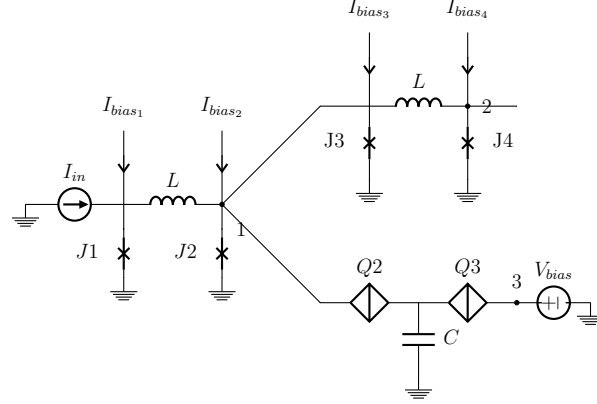 I_{bias_3} I_{bias_4}
L
2
J3 J4
I_{bias_1} I_{bias_2}
I_{in} L
1
J1 J2
Q2 Q3 3 V_{bias}
+|
C